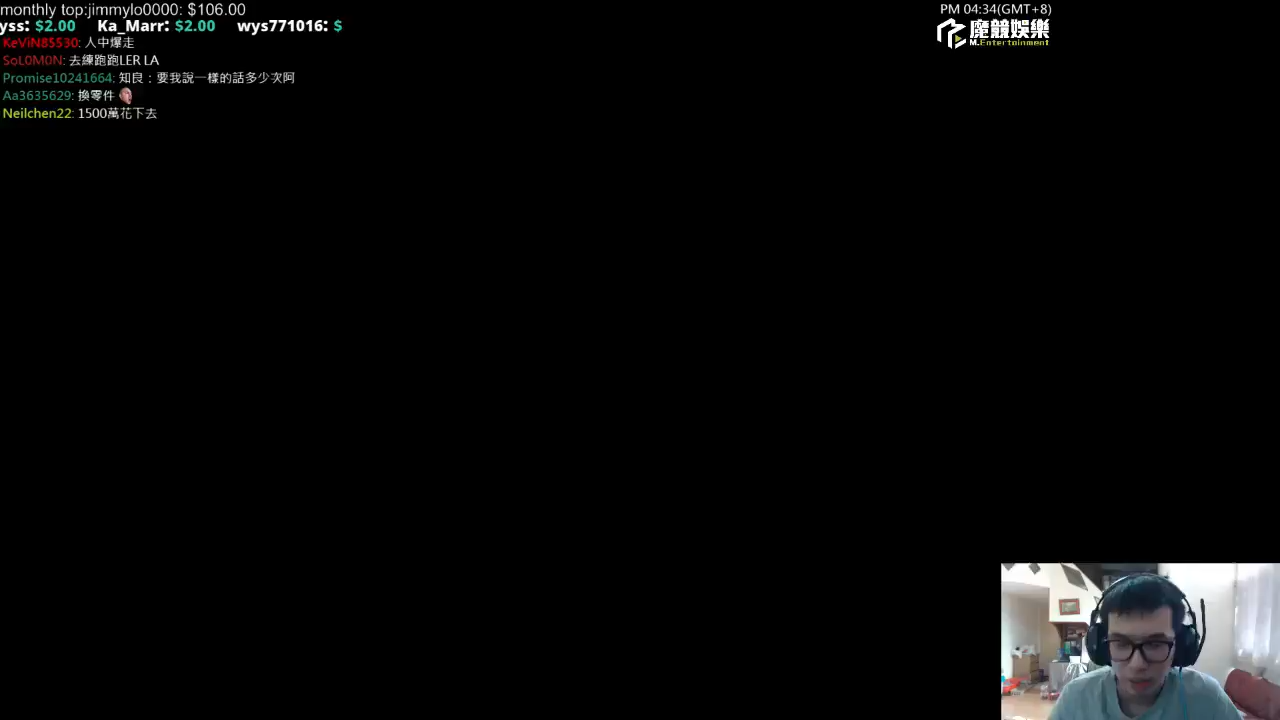 monthly top:jimmylo0000: $106.00
yss: $2.00 Ka_Marr: $2.00 wys771016: $
KeViN85530: 人中爆走
SoL0M0N: 去練跑跑LER LA
Promise10241664: 知良：要我說一樣的話多少次阿
Aa3635629: 換零件
Neilchen22: 1500萬花下去
PM 04:34(GMT+8)
魔競娛樂
M.Entertainment